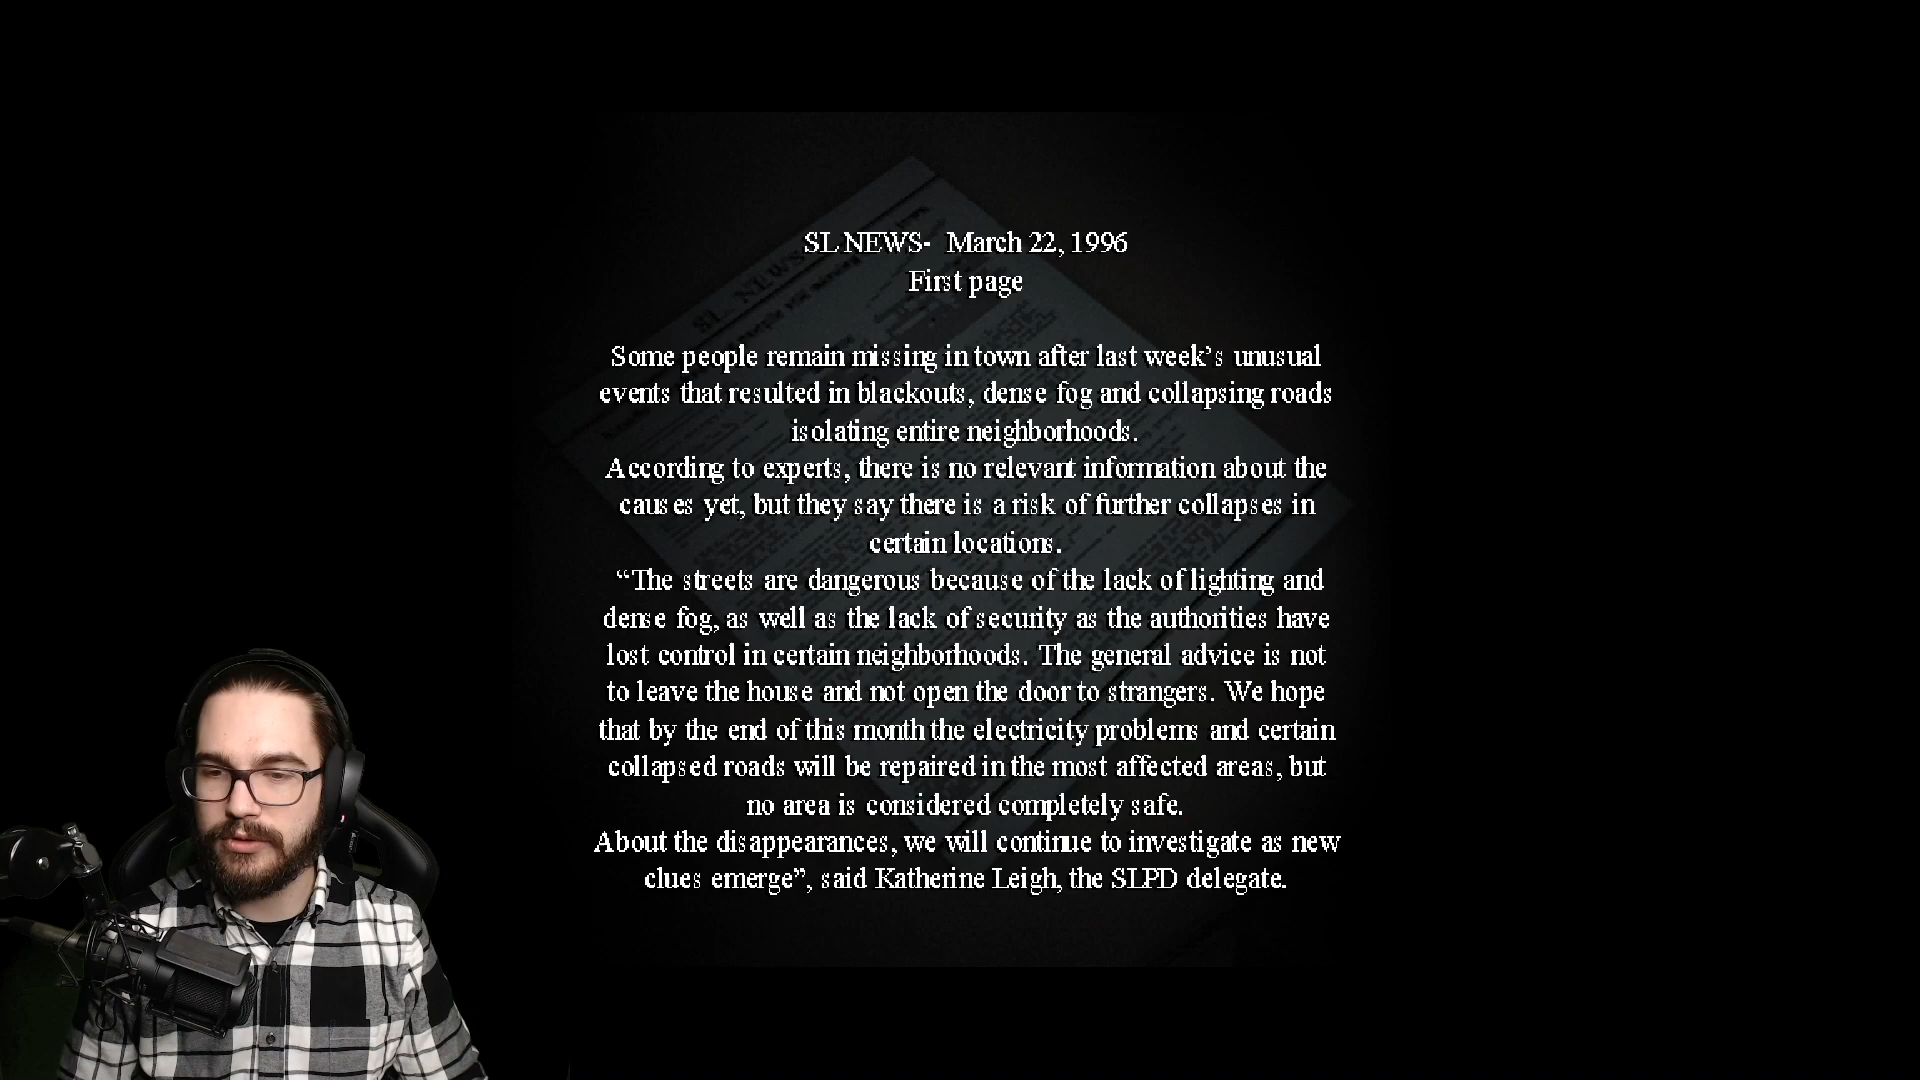 SL NEWS-  March 22, 1996
First page
Some people remain missing in town after last week’s unusual
events that resulted in blackouts, dense fog and collapsing roads
isolating entire neighborhoods.
According to experts, there is no relevant information about the
causes yet, but they say there is a risk of further collapses in
certain locations.
“The streets are dangerous because of the lack of lighting and
dense fog, as well as the lack of security as the authorities have
lost control in certain neighborhoods. The general advice is not
to leave the house and not open the door to strangers. We hope
that by the end of this month the electricity problems and certain
collapsed roads will be repaired in the most affected areas, but
no area is considered completely safe.
About the disappearances, we will continue to investigate as new
clues emerge”, said Katherine Leigh, the SLPD delegate.
SL NEWS